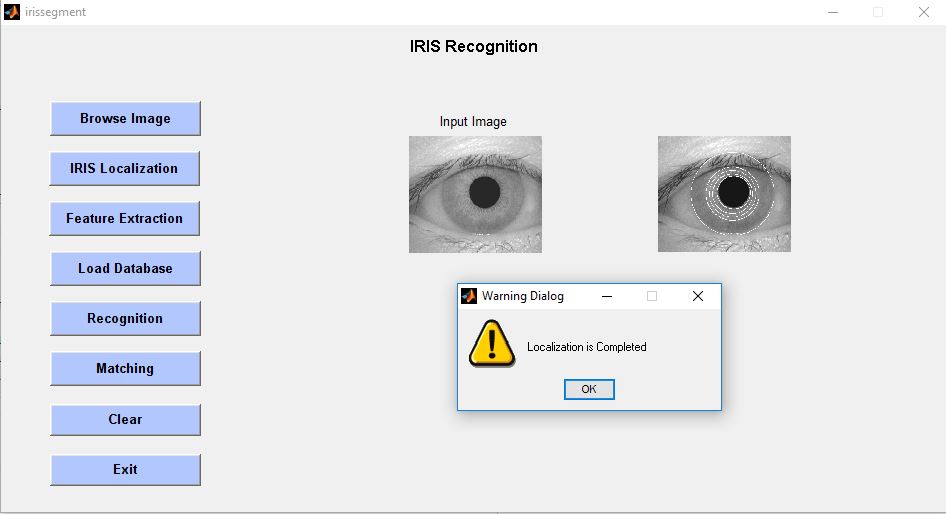 irissegment
IRIS Recognition
Browse Image
IRIS Localization
Feature Extraction
Load Database
Recognition
Matching
Clear
Exit
Input Image
Warning Dialog
Localization is Completed
OK